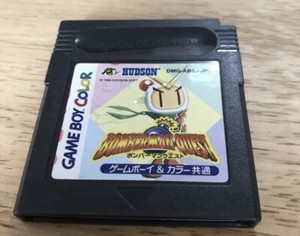 HUDSON
GAME BOY COLOR
BOMBERMAN QUEST
ボンバーマンクエスト
ゲームボーイ & カラー 共通